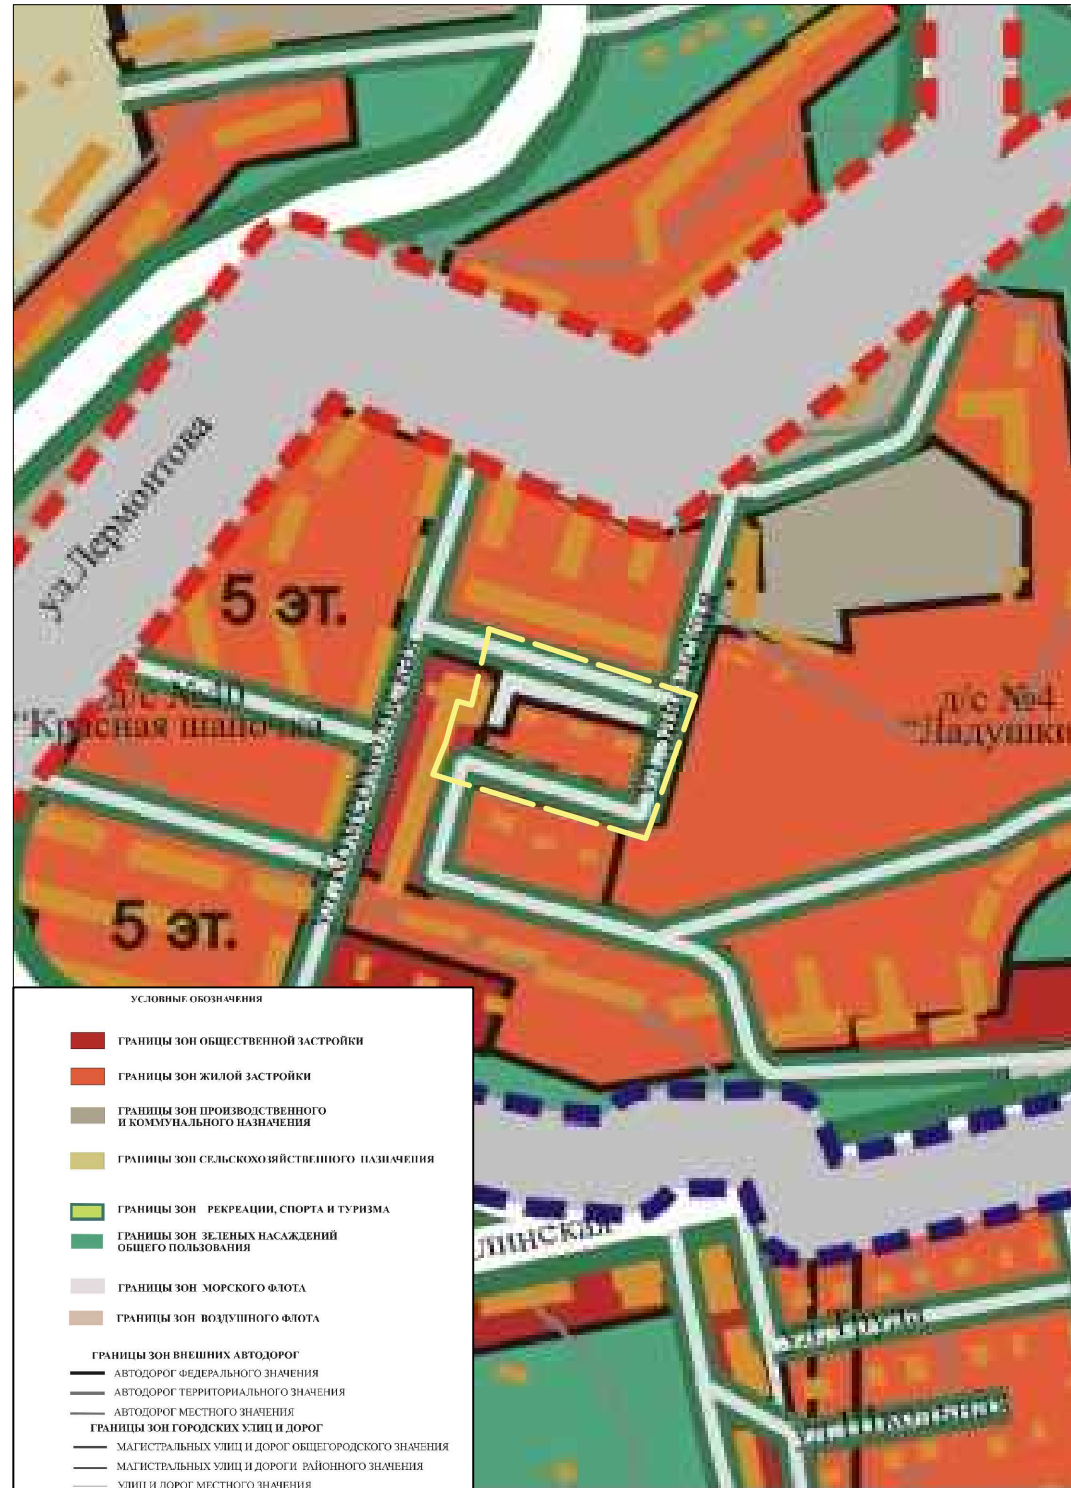 ул.Лермонтова
5 эт.
д/с №40
"Красная шапочка
д/с №4
"Ладушки
5 эт.
УСЛОВНЫЕ ОБОЗНАЧЕНИЯ
ГРАНИЦЫ ЗОН ОБЩЕСТВЕННОЙ ЗАСТРОЙКИ
ГРАНИЦЫ ЗОН ЖИЛОЙ ЗАСТРОЙКИ
ГРАНИЦЫ ЗОН ПРОИЗВОДСТВЕННОГО
И КОММУНАЛЬНОГО НАЗНАЧЕНИЯ
ГРАНИЦЫ ЗОН СЕЛЬСКОХОЗЯЙСТВЕННОГО НАЗНАЧЕНИЯ
ГРАНИЦЫ ЗОН РЕКРЕАЦИИ, СПОРТА И ТУРИЗМА
ГРАНИЦЫ ЗОН ЗЕЛЕНЫХ НАСАЖДЕНИЙ
ОБЩЕГО ПОЛЬЗОВАНИЯ
ГРАНИЦЫ ЗОН МОРСКОГО ФЛОТА
ГРАНИЦЫ ЗОН ВОЗДУШНОГО ФЛОТА
ГРАНИЦЫ ЗОН ВНЕШНИХ АВТОДОРОГ
АВТОДОРОГ ФЕДЕРАЛЬНОГО ЗНАЧЕНИЯ
АВТОДОРОГ ТЕРРИТОРИАЛЬНОГО ЗНАЧЕНИЯ
АВТОДОРОГ МЕСТНОГО ЗНАЧЕНИЯ
ГРАНИЦЫ ЗОН ГОРОДСКИХ УЛИЦ И ДОРОГ
МАГИСТРАЛЬНЫХ УЛИЦ И ДОРОГ ОБЩЕГОРОДСКОГО ЗНАЧЕНИЯ
МАГИСТРАЛЬНЫХ УЛИЦ И ДОРОГИ РАЙОННОГО ЗНАЧЕНИЯ
УЛИЦ И ДОРОГ МЕСТНОГО ЗНАЧЕНИЯ
линская